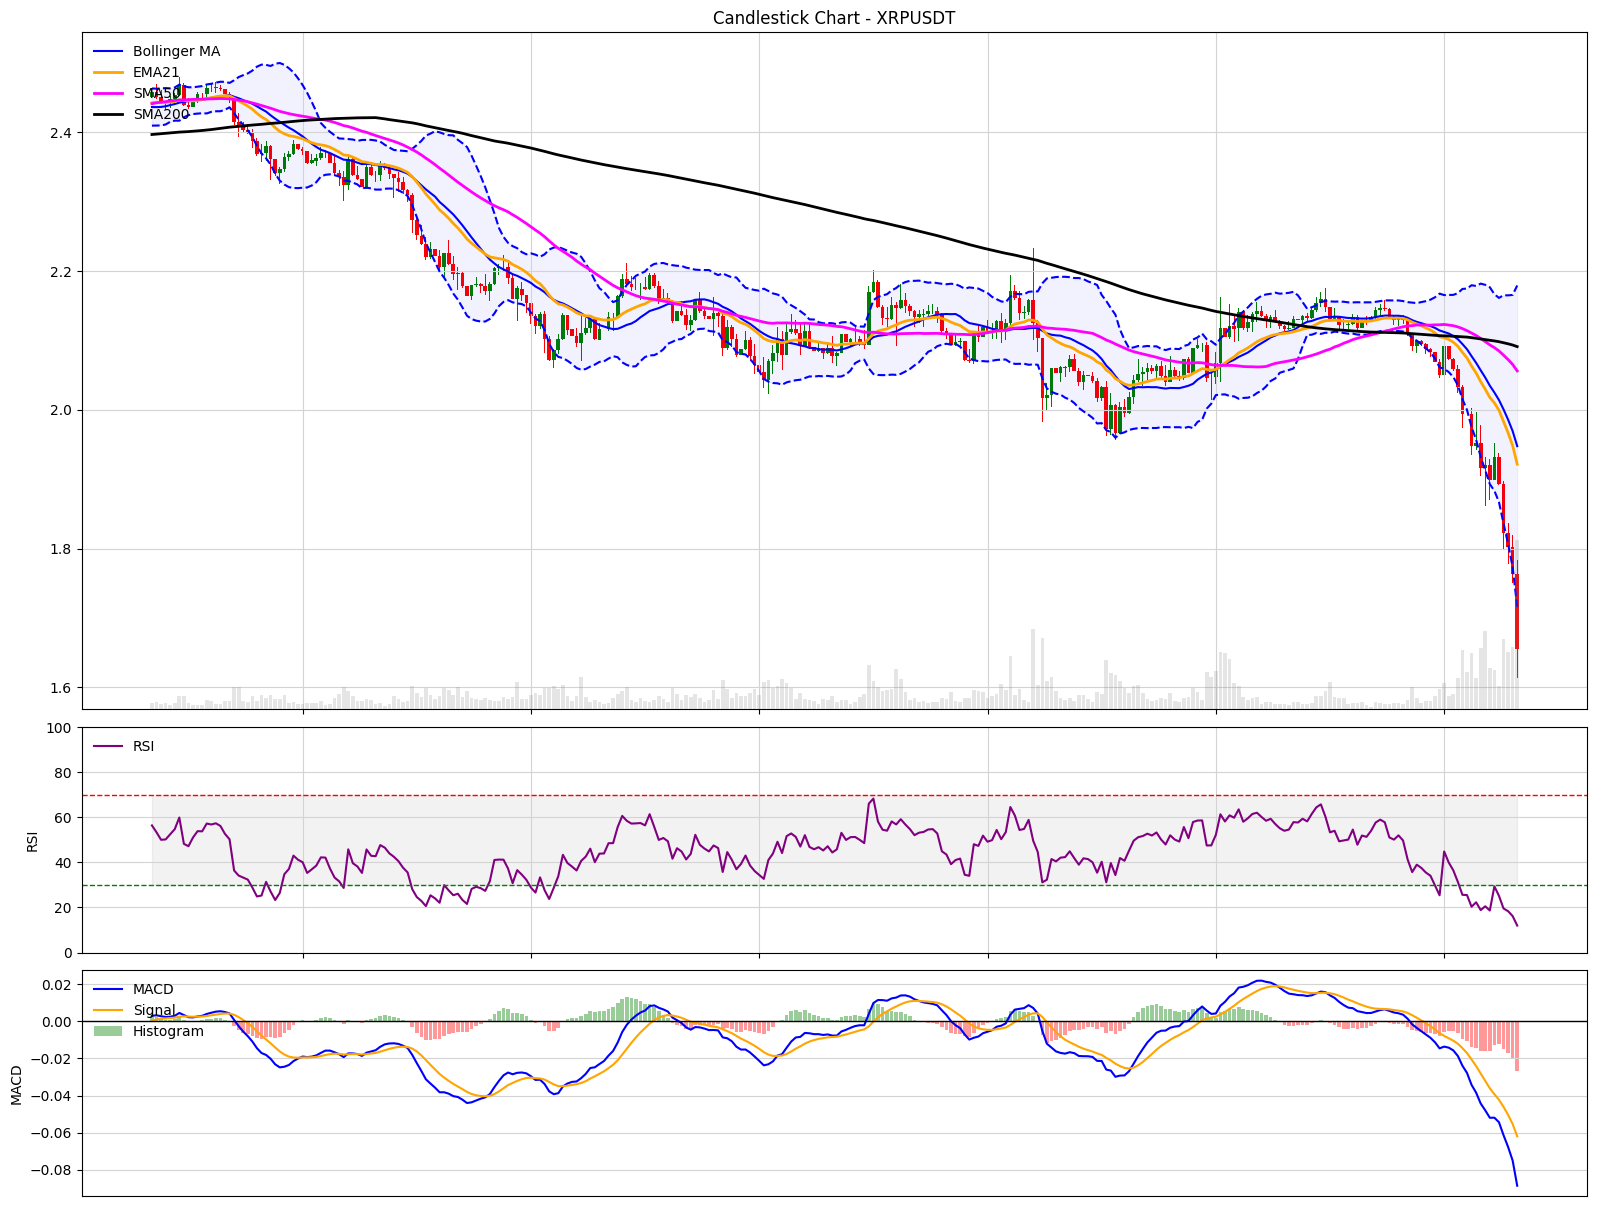 Candlestick Chart - XRPUSDT
Bollinger MA
EMA21
SMA50
SMA200
2.4
2.2
2.0
1.8
1.6
RSI
100
80
60
40
20
0
RSI
MACD
Signal
Histogram
0.02
0.00
−0.02
−0.04
−0.06
−0.08
MACD